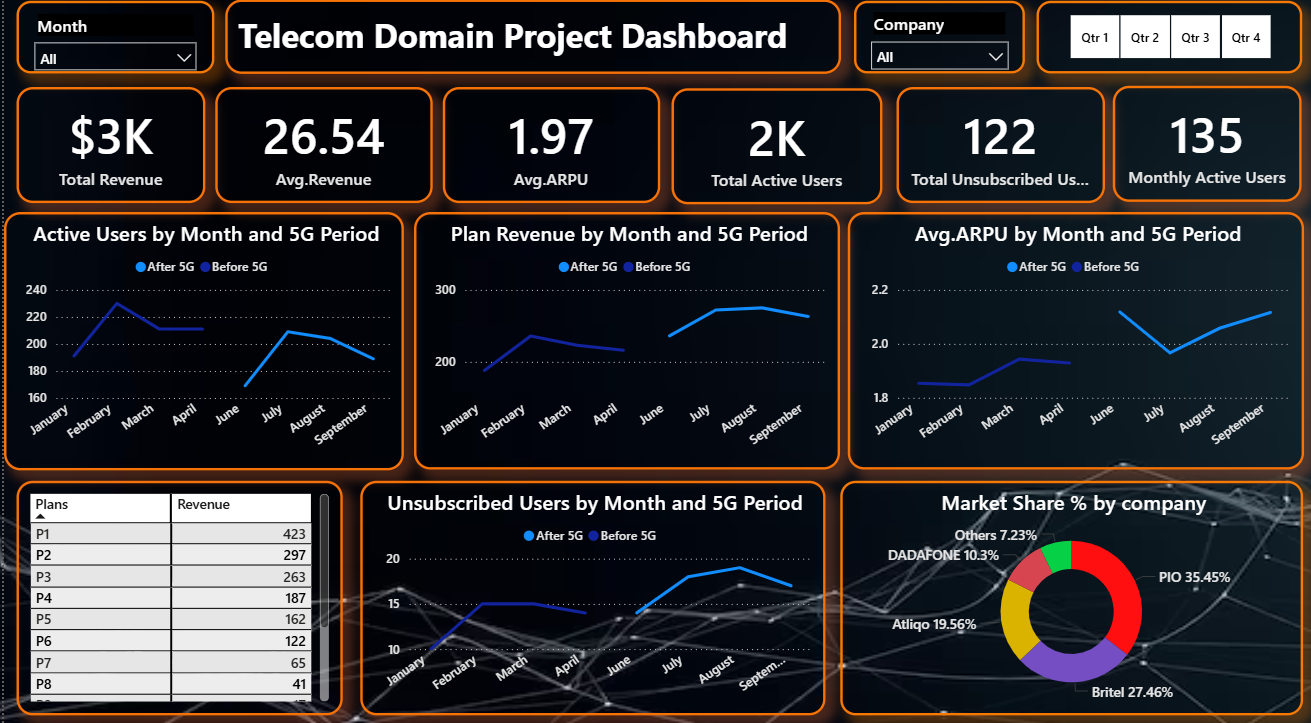 Month
All
Telecom Domain Project Dashboard
Company
All
Qtr 1 Qtr 2 Qtr 3 Qtr 4
$3K
Total Revenue
26.54
Avg.Revenue
1.97
Avg.ARPU
2K
Total Active Users
122
Total Unsubscribed Us...
135
Monthly Active Users
Active Users by Month and 5G Period
After 5G Before 5G
240
220
200
180
160
January February March April June July August September
Plan Revenue by Month and 5G Period
After 5G Before 5G
300
200
January February March April June July August September
Avg.ARPU by Month and 5G Period
After 5G Before 5G
2.2
2.0
1.8
January February March April June July August September
Plans Revenue
P1 423
P2 297
P3 263
P4 187
P5 162
P6 122
P7 65
P8 41
Unsubscribed Users by Month and 5G Period
After 5G Before 5G
20
15
10
January February March April June July August Septem...
Market Share % by company
Others 7.23%
DADAFONE 10.3%
PIO 35.45%
Atliqo 19.56%
Britel 27.46%